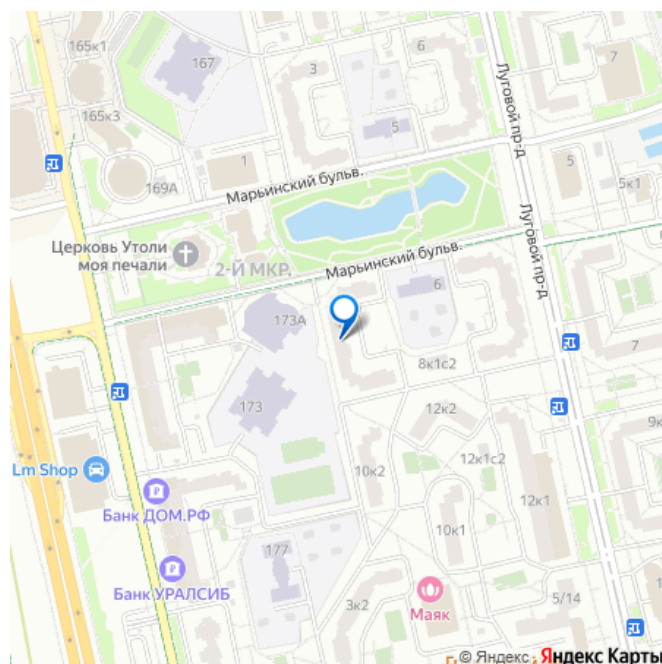 165к1
167
3
6
Луговой пр-д
7
165к3
5
1
Марьинский бульв.
169А
5
5к1
Церковь Утоли
моя печали
2-Й МКР.
Марьинский бульв.
Луговой пр-д
6
173А
7
8к1с2
173
12к2
9к
Lm Shop
12к1с2
10к2
Банк ДОМ.РФ
12к1
10к1
177
Банк УРАЛСИБ
3к2
Маяк
5/14
1
© Яндекс Яндекс Карты